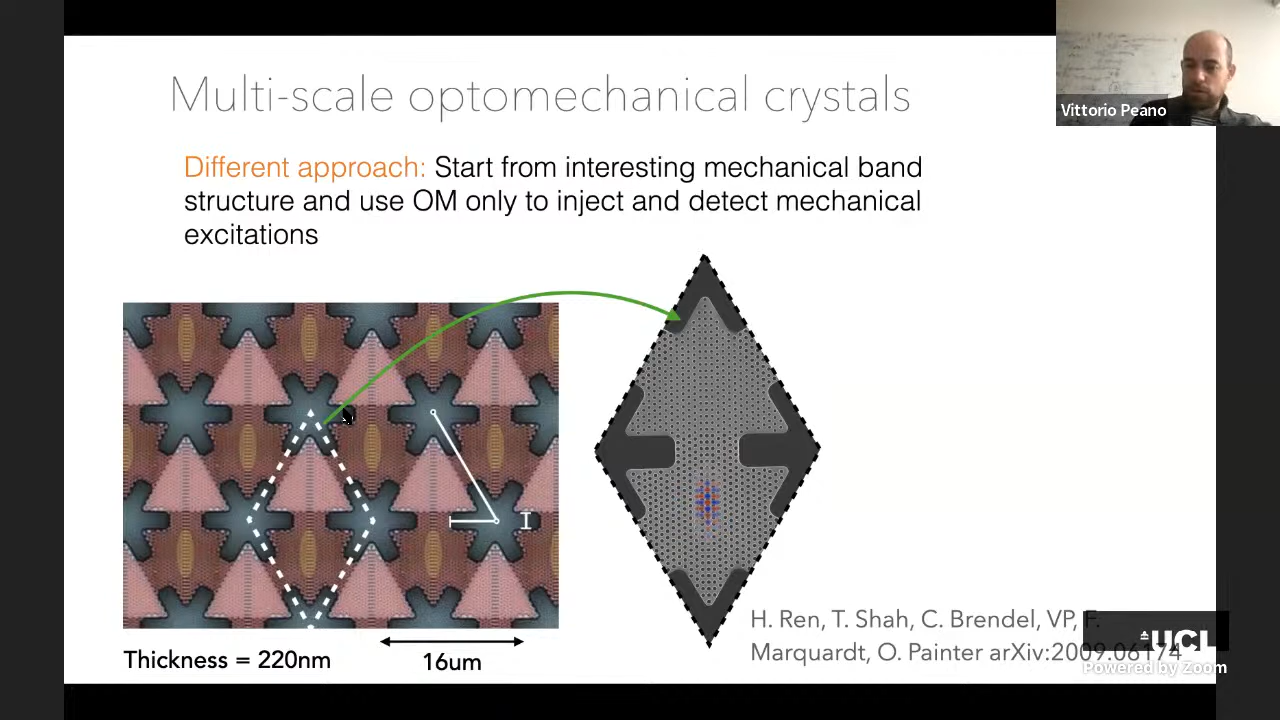 Multi-scale optomechanical crystals
Vittorio Peano
Different approach: Start from interesting mechanical band
structure and use OM only to inject and detect mechanical
excitations
Thickness = 220nm
16um
H. Ren, T. Shah, C. Brendel, VP, F.
Marquardt, O. Painter arXiv:2009.06174
UCL
Powered by Zoom